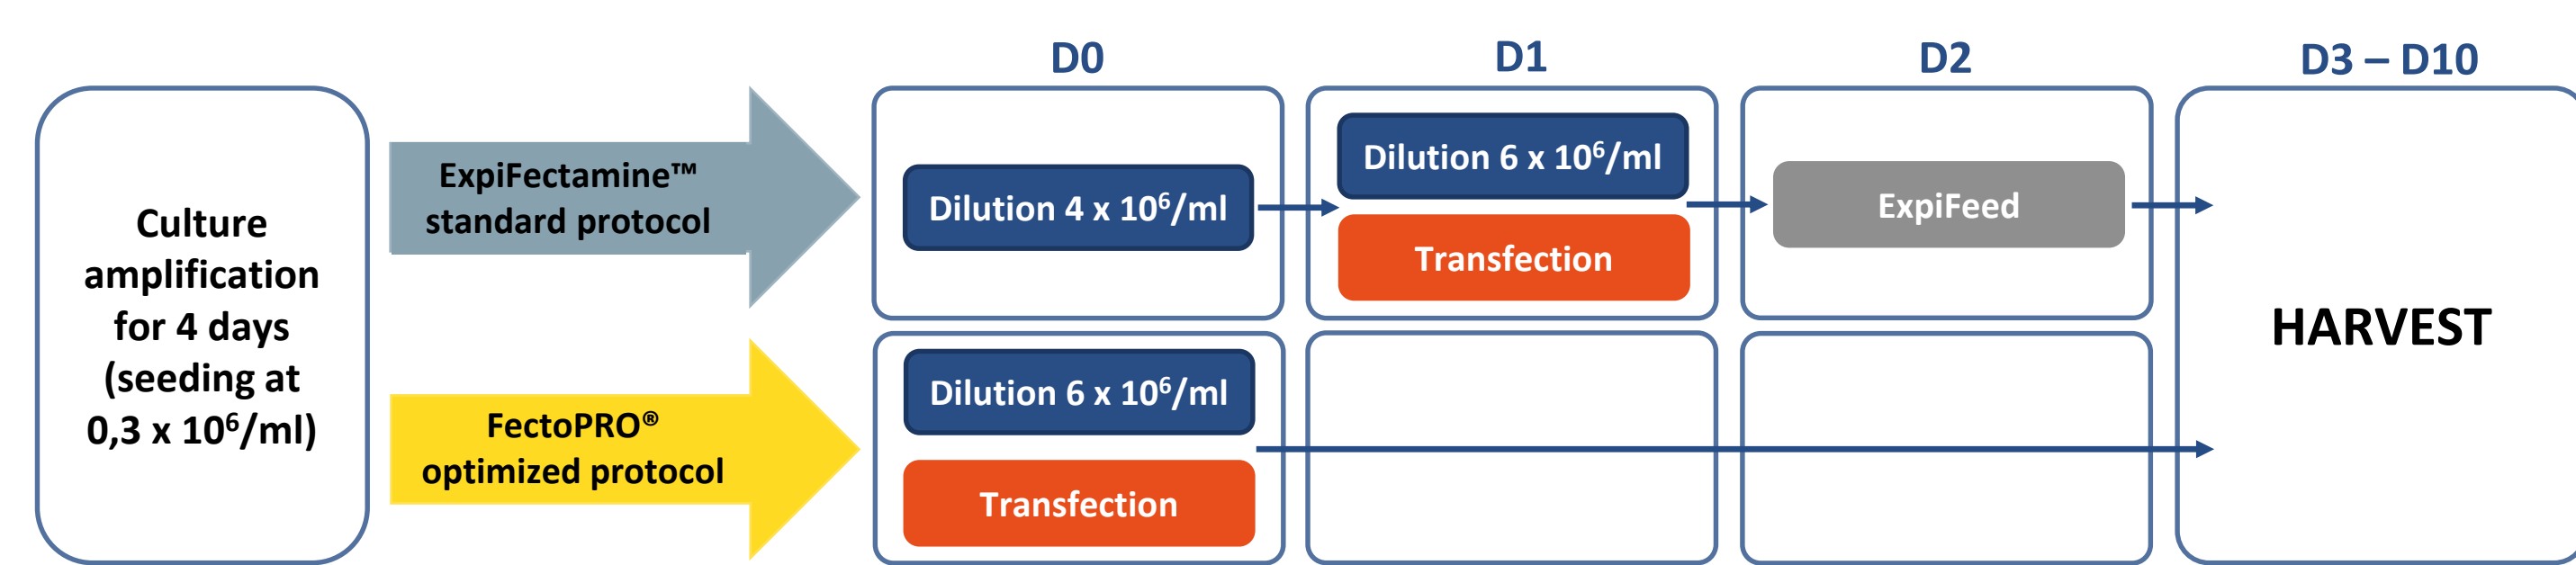 D0
D1
D2
D3 – D10
Culture
amplification
for 4 days
(seeding at
0,3 x 10⁶/ml)
ExpiFectamine™
standard protocol
Dilution 4 x 10⁶/ml
Dilution 6 x 10⁶/ml
Transfection
ExpiFeed
FectoPRO®
optimized protocol
Dilution 6 x 10⁶/ml
Transfection
HARVEST